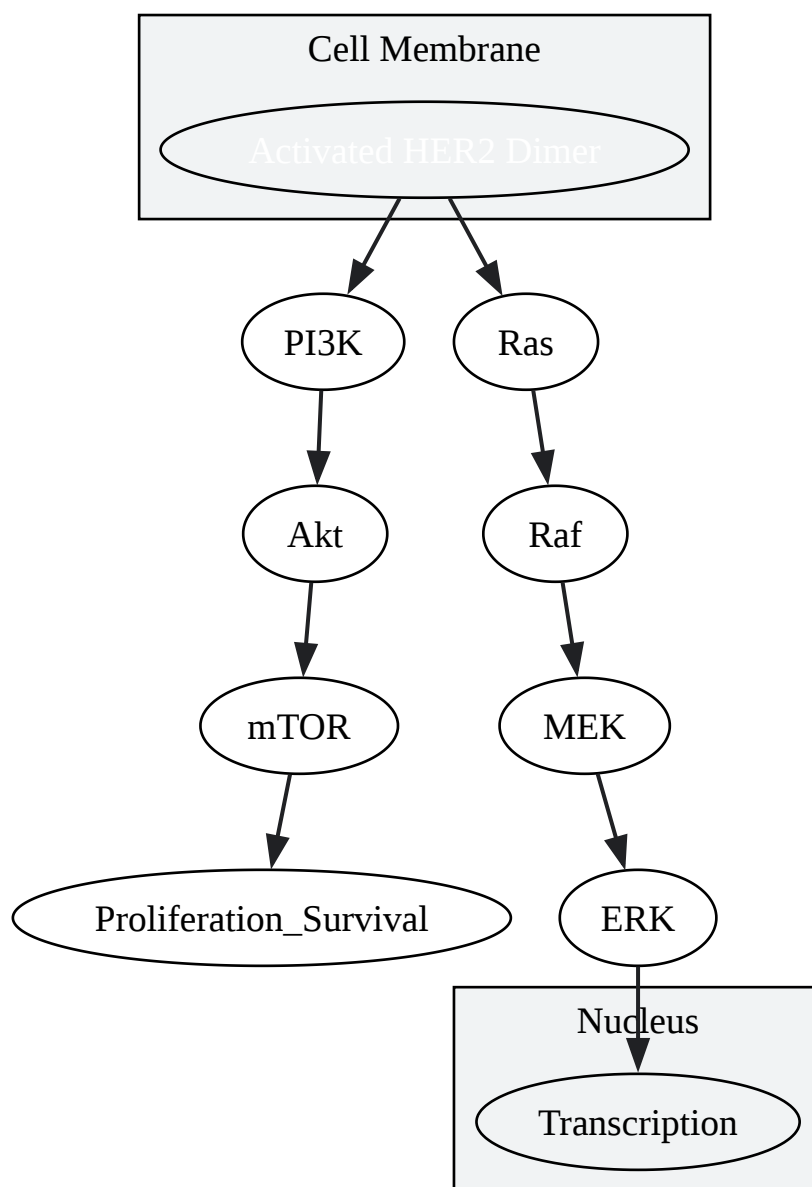 Cell Membrane
Activated HER2 Dimer
PI3K
Ras
Akt
Raf
mTOR
MEK
Proliferation_Survival
ERK
Nucleus
Transcription